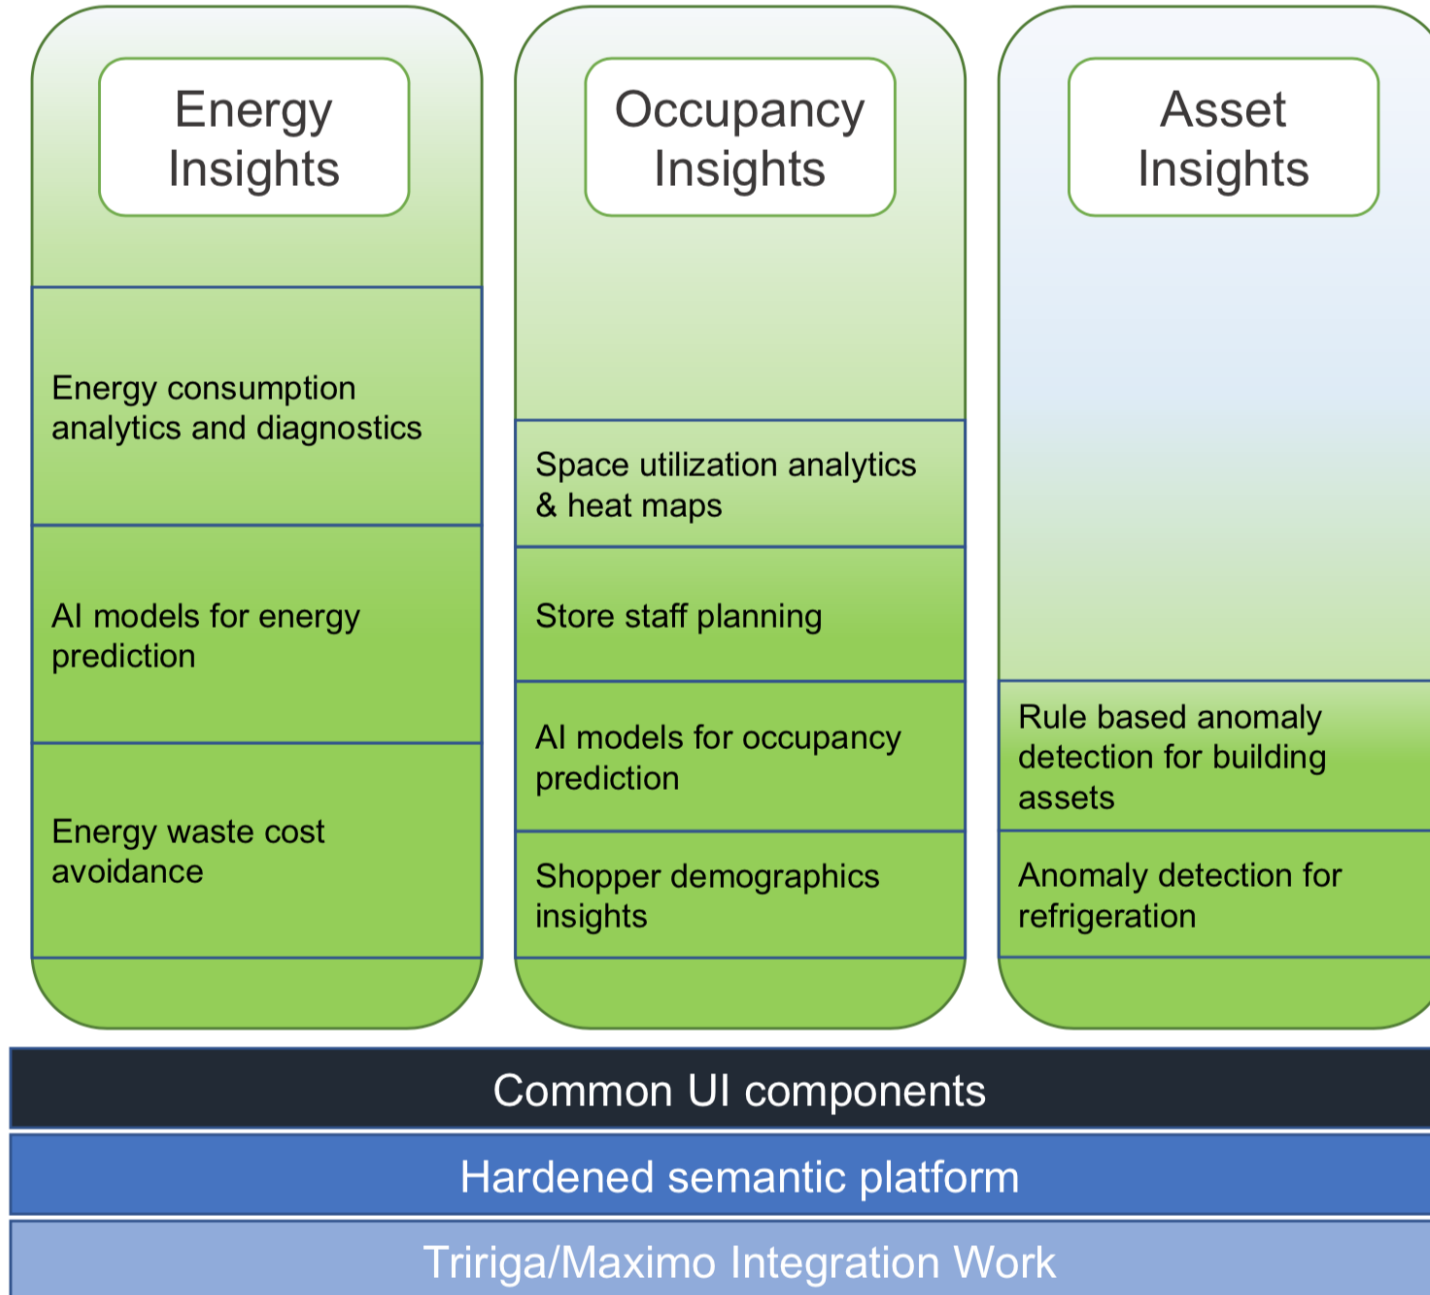 Energy
Insights
Energy consumption
analytics and diagnostics
AI models for energy
prediction
Energy waste cost
avoidance
Occupancy
Insights
Space utilization analytics
& heat maps
Store staff planning
AI models for occupancy
prediction
Shopper demographics
insights
Asset
Insights
Rule based anomaly
detection for building
assets
Anomaly detection for
refrigeration
Common UI components
Hardened semantic platform
Tririga/Maximo Integration Work